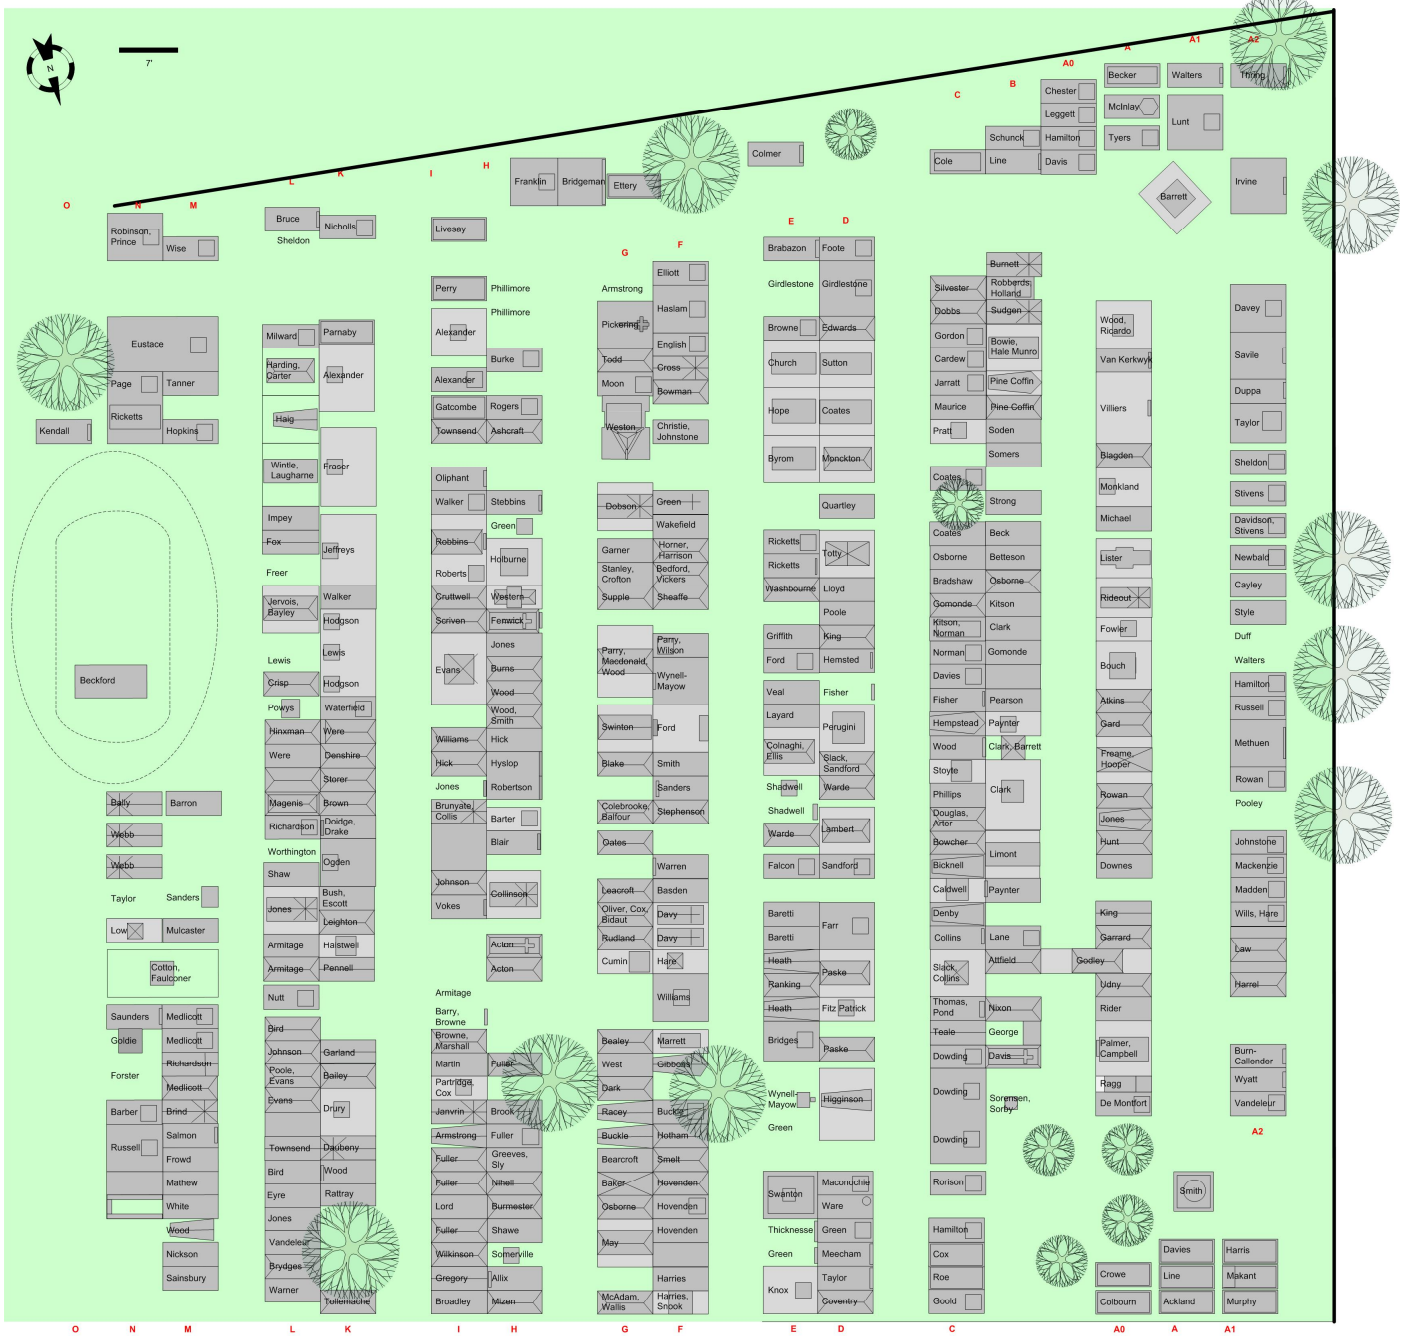 N
7'
O
N
M
L
K
I
H
G
F
E
D
C
B
A0
A
A1
A2
Robinson,
Prince
Wise
Eustace
Page
Tanner
Ricketts
Hopkins
Kendall
Beckford
Bally
Barron
Webb
Webb
Taylor
Sanders
Low
Mulcaster
Cotton,
Faulconer
Saunders
Medlicott
Goldie
Medlicott
Richardson
Forster
Medlicott
Barber
Brind
Russell
Salmon
Frowd
Mathew
White
Wood
Nickson
Sainsbury
Bruce
Nicholls
Sheldon
Milward
Parnaby
Harding,
Carter
Alexander
Haig
Wintle,
Laugharne
Fraser
Impey
Fox
Jeffreys
Freer
Jervois,
Bayley
Walker
Hodgson
Lewis
Lewis
Crisp
Hodgson
Powys
Waterfield
Hinxman
Were
Were
Denshire
Storer
Magenis
Brown
Richardson
Doidge,
Drake
Worthington
Ogden
Shaw
Bush,
Escott
Jones
Leighton
Armitage
Halstwell
Armitage
Pennell
Nutt
Bird
Johnson
Garland
Poole,
Evans
Bailey
Evans
Drury
Townsend
Daubeny
Bird
Wood
Eyre
Rattray
Jones
Vandeleur
Brydges
Warner
Tollemache
Livesay
Perry
Phillimore
Phillimore
Alexander
Burke
Alexander
Gatcombe
Rogers
Townsend
Ashcraft
Oliphant
Walker
Stebbins
Green
Robbins
Holburne
Roberts
Cruttwell
Western
Scriven
Fenwick
Jones
Evans
Burns
Wood
Wood,
Smith
Williams
Hick
Hick
Hyslop
Jones
Robertson
Brunyate,
Collis
Barter
Blair
Johnson
Collinson
Vokes
Acton
Acton
Armitage
Barry,
Browne
Browne,
Marshall
Martin
Fuller
Partridge,
Cox
Janvrin
Brook
Armstrong
Fuller
Fuller
Greeves,
Sly
Fuller
Nihell
Lord
Burmester
Fuller
Shawe
Wilkinson
Somerville
Gregory
Allix
Broadley
Mizen
Franklin
Bridgeman
Ettery
Elliott
Armstrong
Haslam
Pickering
English
Todd
Cross
Moon
Bowman
Weston
Christie,
Johnstone
Dobson
Green
Wakefield
Garner
Horner,
Harrison
Stanley,
Crofton
Bedford,
Vickers
Supple
Sheaffe
Parry,
Macdonald,
Wood
Parry,
Wilson
Wynell-
Mayow
Swinton
Ford
Blake
Smith
Sanders
Colebrooke,
Balfour
Stephenson
Oates
Warren
Leacroft
Basden
Oliver, Cox,
Bidaut
Davy
Rudland
Davy
Cumin
Hare
Williams
Bealey
Marrett
West
Gibbons
Dark
Racey
Buckle
Buckle
Hotham
Bearcroft
Smelt
Baker
Hovenden
Osborne
Hovenden
May
Hovenden
Harries
McAdam,
Wallis
Harries,
Snook
Colmer
Brabazon
Foote
Girdlestone
Girdlestone
Browne
Edwards
Church
Sutton
Hope
Coates
Byrom
Monckton
Quartley
Ricketts
Totty
Ricketts
Washbourne
Lloyd
Poole
Griffith
King
Ford
Hemsted
Veal
Fisher
Layard
Perugini
Colnaghi,
Ellis
Slack,
Sandford
Shadwell
Warde
Shadwell
Warde
Lambert
Falcon
Sandford
Baretti
Farr
Baretti
Heath
Paske
Ranking
Heath
Fitz Patrick
Bridges
Paske
Wynell-
Mayow
Higginson
Green
Swanton
Maconochie
Ware
Thicknesse
Green
Green
Meecham
Knox
Taylor
Coventry
Cole
Schunck
Line
Chester
Leggett
Hamilton
Davis
Burnett
Silvester
Robberds,
Holland
Dobbs
Sudgen
Gordon
Bowie,
Hale Munro
Cardew
Jarratt
Pine Coffin
Maurice
Pine Coffin
Pratt
Soden
Somers
Coates
Strong
Coates
Beck
Osborne
Betteson
Bradshaw
Osborne
Gomonde
Kitson
Kitson,
Norman
Clark
Norman
Gomonde
Davies
Fisher
Pearson
Hempstead
Paynter
Wood
Clark, Barrett
Stoyte
Clark
Phillips
Douglas,
Arter
Bowcher
Limont
Bicknell
Caldwell
Paynter
Denby
Collins
Lane
Slack,
Collins
Attfield
Godley
Thomas,
Pond
Nixon
Teale
George
Dowding
Davis
Dowding
Sorensen,
Sorby
Dowding
Rorison
Hamilton
Cox
Roe
Goold
Becker
Walters
Thring
McInlay
Lunt
Tyers
Barrett
Irvine
Wood,
Ricardo
Van Kerkwyk
Villiers
Blagden
Monkland
Michael
Lister
Rideout
Fowler
Bouch
Atkins
Gard
Freame,
Hooper
Rowan
Jones
Hunt
Downes
King
Garrard
Udny
Rider
Palmer,
Campbell
Ragg
De Montfort
Davey
Savile
Duppa
Taylor
Sheldon
Stivens
Davidson,
Stivens
Newbald
Cayley
Style
Duff
Walters
Hamilton
Russell
Methuen
Rowan
Pooley
Johnstone
Mackenzie
Madden
Wills, Hare
Law
Harrel
Burn-
Callender
Wyatt
Vandeleur
A2
Smith
Davies
Harris
Crowe
Line
Makant
Colbourn
Ackland
Murphy
O
N
M
L
K
I
H
G
F
E
D
C
A0
A
A1